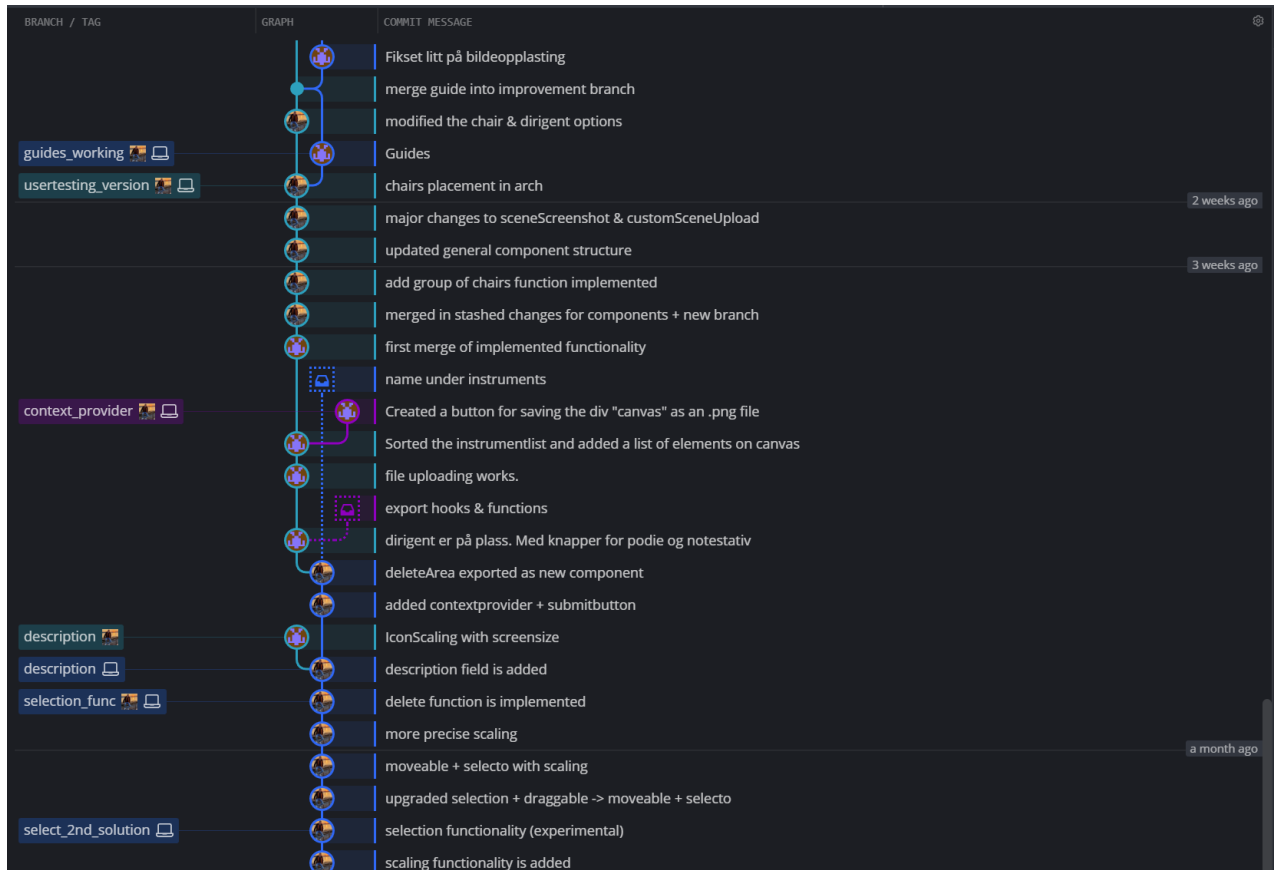 BRANCH / TAG GRAPH COMMIT MESSAGE
Fikset litt på bildeopplasting
merge guide into improvement branch
modified the chair & dirigent options
guides_working Guides
usertesting_version chairs placement in arch
2 weeks ago
major changes to sceneScreenshot & customSceneUpload
updated general component structure
3 weeks ago
add group of chairs function implemented
merged in stashed changes for components + new branch
first merge of implemented functionality
name under instruments
context_provider Created a button for saving the div "canvas" as an .png file
Sorted the instrumentlist and added a list of elements on canvas
file uploading works.
export hooks & functions
dirigent er på plass. Med knapper for podie og notestativ
deleteArea exported as new component
added contextprovider + submitbutton
description IconScaling with screensize
description description field is added
selection_func delete function is implemented
more precise scaling
a month ago
moveable + selecto with scaling
upgraded selection + draggable -> moveable + selecto
select_2nd_solution selection functionality (experimental)
scaling functionality is added